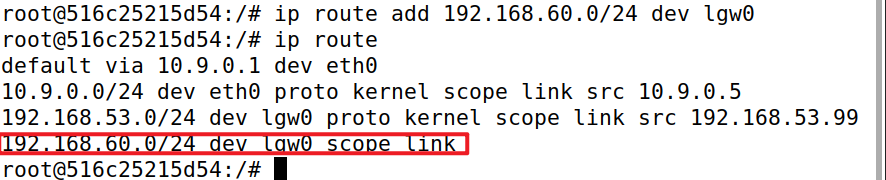 root@516c25215d54:/# ip route add 192.168.60.0/24 dev lgw0
root@516c25215d54:/# ip route
default via 10.9.0.1 dev eth0
10.9.0.0/24 dev eth0 proto kernel scope link src 10.9.0.5
192.168.53.0/24 dev lgw0 proto kernel scope link src 192.168.53.99
192.168.60.0/24 dev lgw0 scope link
root@516c25215d54:/#